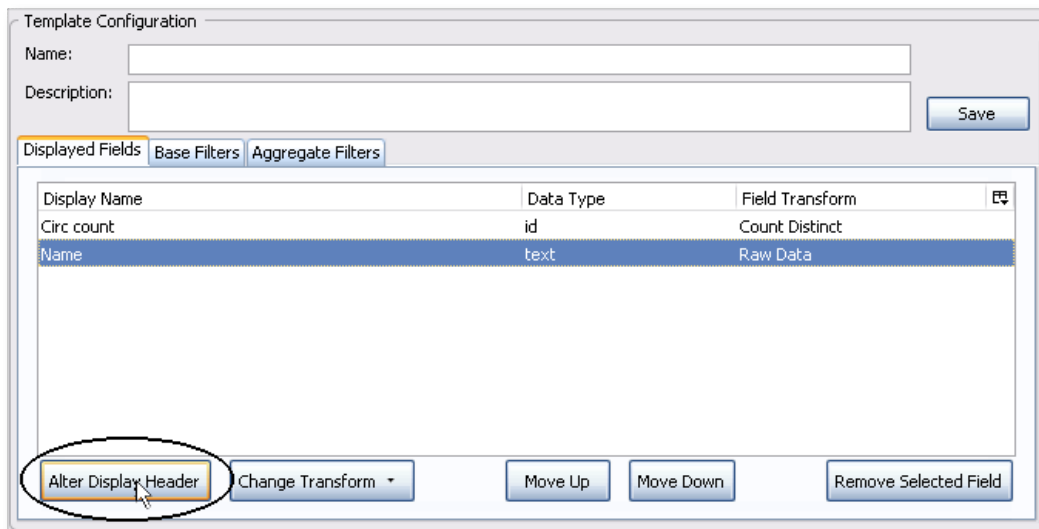 Template Configuration
Name:
Description:
Save
Displayed Fields Base Filters Aggregate Filters
Display Name Data Type Field Transform
Circ count id Count Distinct
Name text Raw Data
Alter Display Header Change Transform Move Up Move Down Remove Selected Field